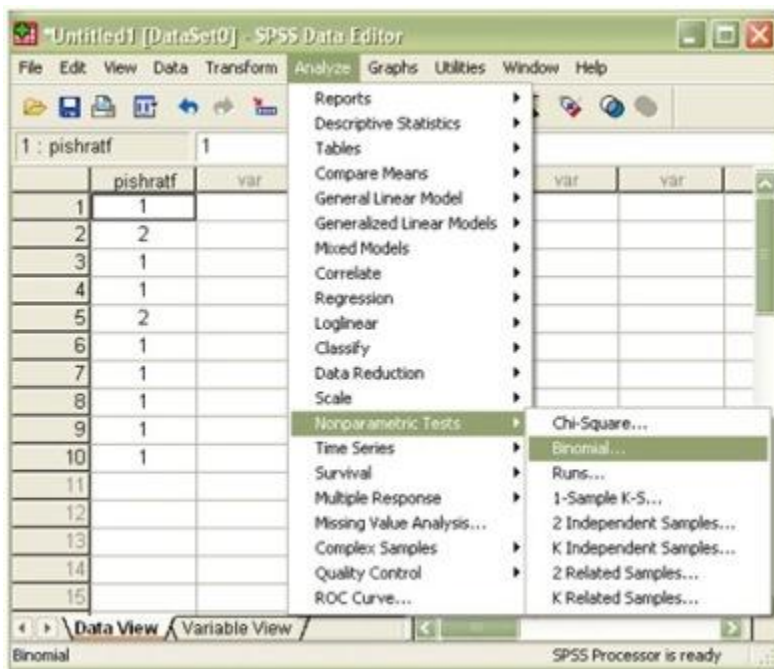 *Untitled1 [DataSet0] - SPSS Data Editor
File Edit View Data Transform Analyze Graphs Utilities Window Help
1 : pishratf 1
pishratf var var var
1 1
2 2
3 1
4 1
5 2
6 1
7 1
8 1
9 1
10 1
11
12
13
14
15
Reports
Descriptive Statistics
Tables
Compare Means
General Linear Model
Generalized Linear Models
Mixed Models
Correlate
Regression
Loglinear
Classify
Data Reduction
Scale
Nonparametric Tests
Time Series
Survival
Multiple Response
Missing Value Analysis...
Complex Samples
Quality Control
ROC Curve...
Chi-Square...
Binomial...
Runs...
1-Sample K-S...
2 Independent Samples...
K Independent Samples...
2 Related Samples...
K Related Samples...
Data View Variable View
Binomial SPSS Processor is ready